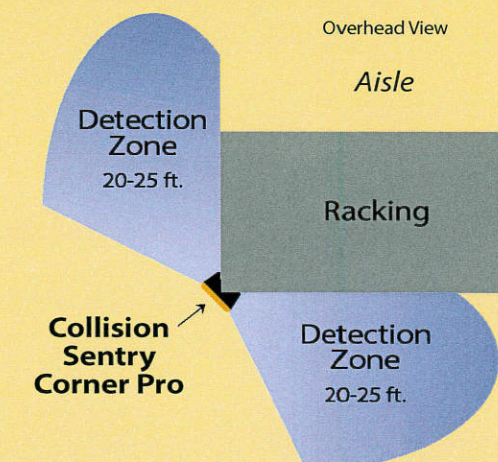 Overhead View
Aisle
Detection
Zone
20-25 ft.
Racking
Collision
Sentry
Corner Pro
Detection
Zone
20-25 ft.